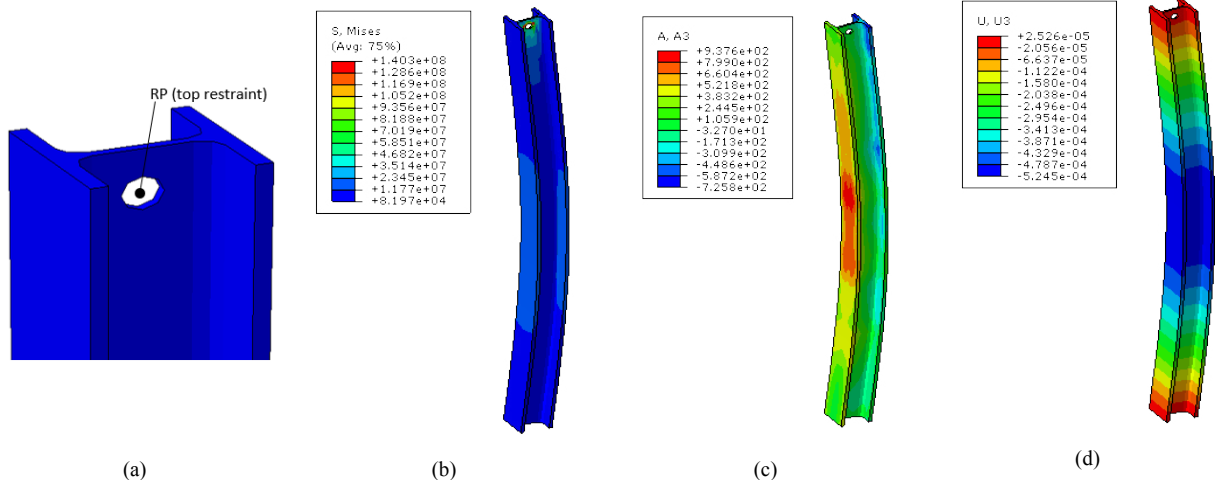 RP (top restraint)
S, Mises
(Avg: 75%)
+1.403e+08
+1.286e+08
+1.169e+08
+1.052e+08
+9.356e+07
+8.188e+07
+7.019e+07
+5.851e+07
+4.682e+07
+3.514e+07
+2.345e+07
+1.177e+07
+8.197e+04
A, A3
+9.376e+02
+7.990e+02
+6.604e+02
+5.218e+02
+3.832e+02
+2.445e+02
+1.059e+02
-3.270e+01
-1.713e+02
-3.099e+02
-4.486e+02
-5.872e+02
-7.258e+02
U, U3
+2.526e-05
-2.056e-05
-6.637e-05
-1.122e-04
-1.580e-04
-2.038e-04
-2.496e-04
-2.954e-04
-3.413e-04
-3.871e-04
-4.329e-04
-4.787e-04
-5.245e-04
(a)
(b)
(c)
(d)